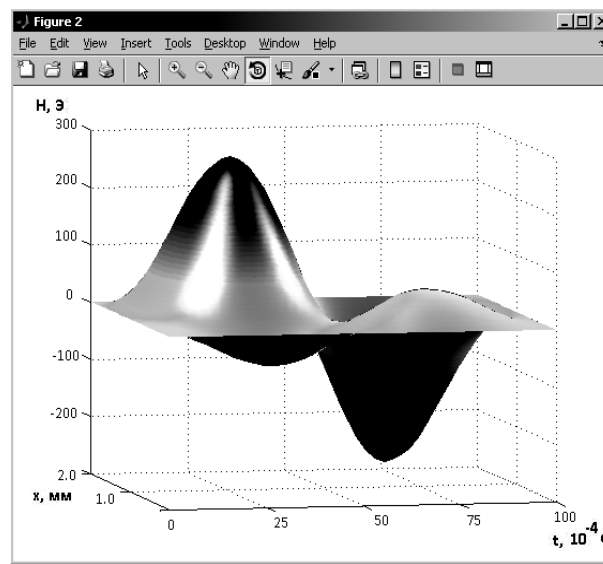 Figure 2
File Edit View Insert Tools Desktop Window Help
Н, Э
300
200
100
0
-100
-200
-300
2.0
1.0
x, мм
0
25
50
75
100
t, 10-4 с